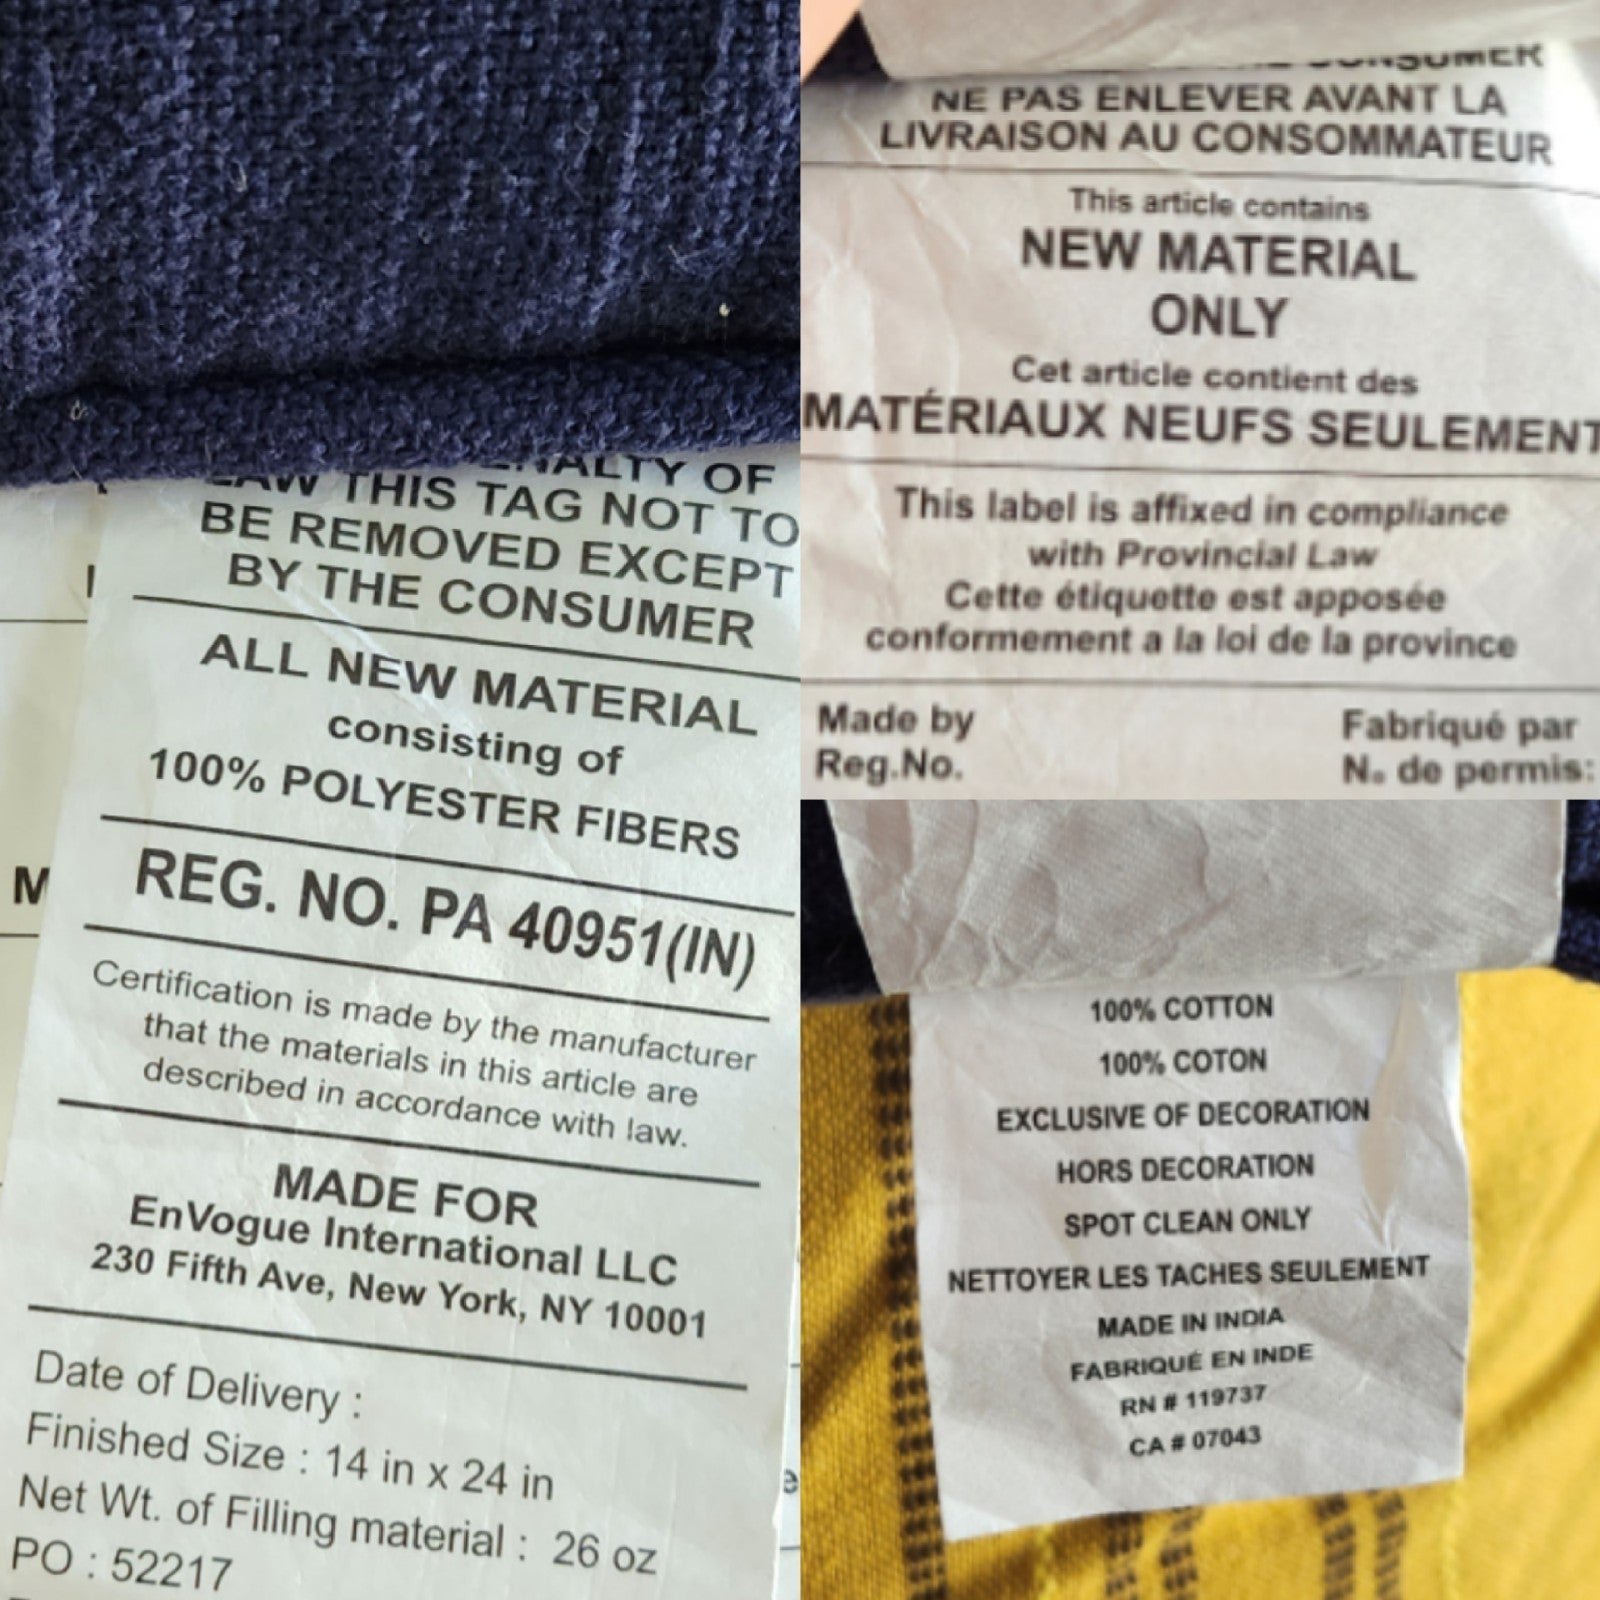 PENALTY OF
LAW THIS TAG NOT TO
BE REMOVED EXCEPT
BY THE CONSUMER
ALL NEW MATERIAL
consisting of
100% POLYESTER FIBERS
REG. NO. PA 40951(IN)
Certification is made by the manufacturer
that the materials in this article are
described in accordance with law.
MADE FOR
EnVogue International LLC
230 Fifth Ave, New York, NY 10001
Date of Delivery :
Finished Size : 14 in x 24 in
Net Wt. of Filling material : 26 oz
PO : 52217
M
CONSUMER
NE PAS ENLEVER AVANT LA
LIVRAISON AU CONSOMMATEUR
This article contains
NEW MATERIAL
ONLY
Cet article contient des
MATÉRIAUX NEUFS SEULEMENT
This label is affixed in compliance
with Provincial Law
Cette étiquette est apposée
conformement a la loi de la province
Made by Fabriqué par
Reg.No. N. de permis:
100% COTTON
100% COTON
EXCLUSIVE OF DECORATION
HORS DECORATION
SPOT CLEAN ONLY
NETTOYER LES TACHES SEULEMENT
MADE IN INDIA
FABRIQUÉ EN INDE
RN # 119737
CA # 07043